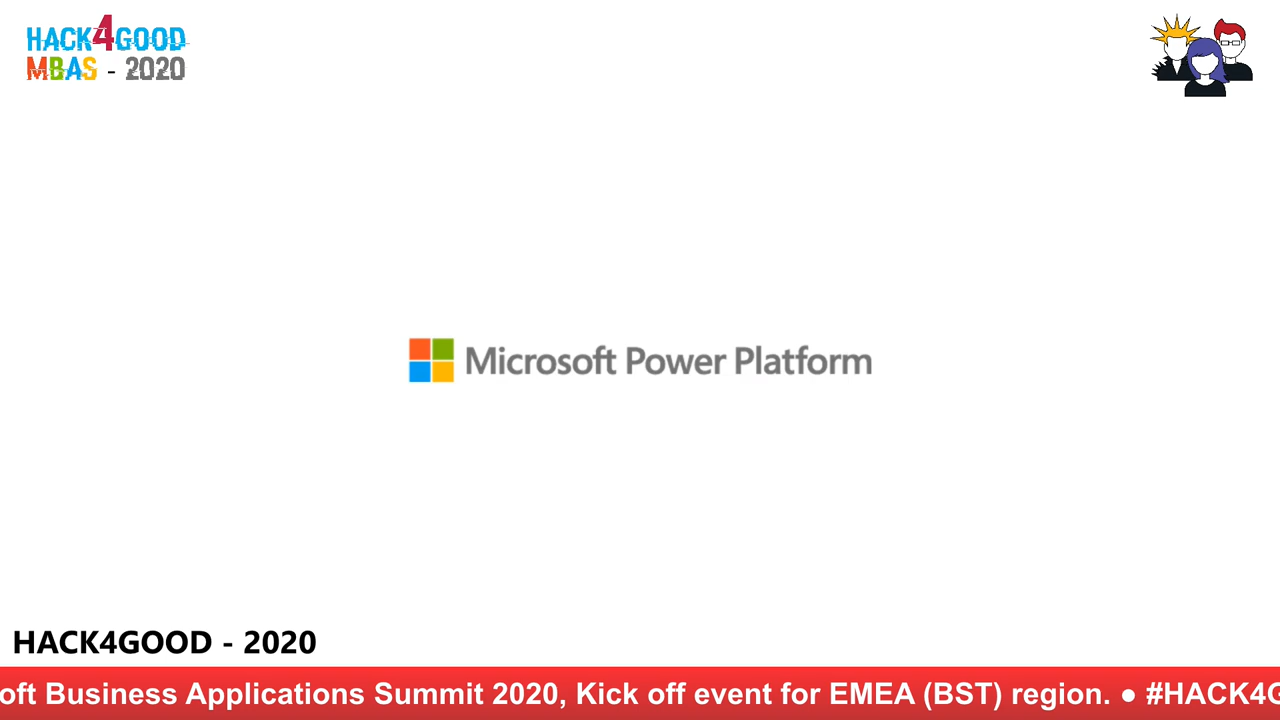 HACK4GOOD
MBAS - 2020
Microsoft Power Platform
HACK4GOOD - 2020
oft Business Applications Summit 2020, Kick off event for EMEA (BST) region. ● #HACK4G